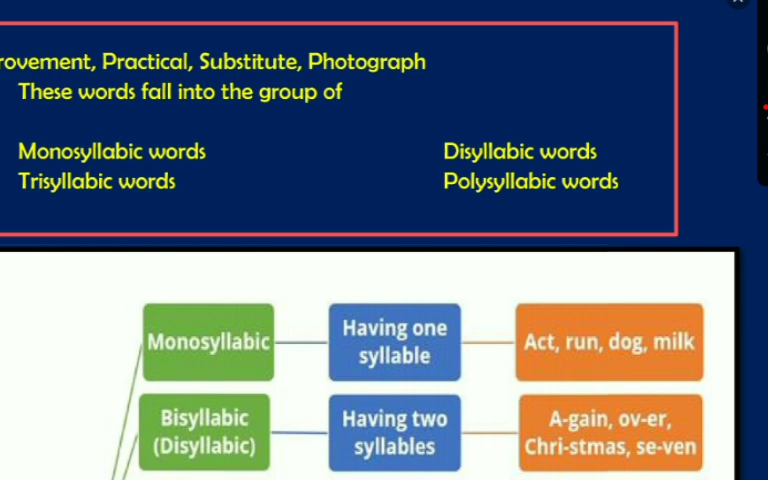 Practical, Substitute, Photograph
These words fall into the group of
Monosyllabic words Disyllabic words
Trisyllabic words Polysyllabic words
Monosyllabic
Having one
syllable
Act, run, dog, milk
Bisyllabic
(Disyllabic)
Having two
syllables
A-gain, ov-er,
Chri-stmas, se-ven